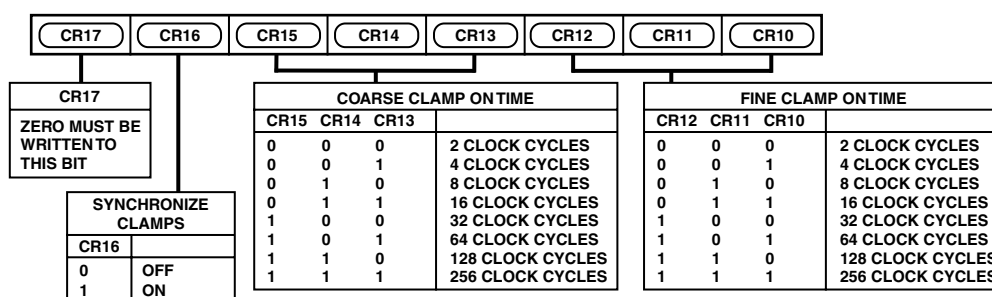 CR17 CR16 CR15 CR14 CR13 CR12 CR11 CR10
CR17
ZERO MUST BE
WRITTEN TO
THIS BIT
SYNCHRONIZE
CLAMPS
CR16
0 OFF
1 ON
COARSE CLAMP ON TIME
CR15 CR14 CR13
0 0 0 2 CLOCK CYCLES
0 0 1 4 CLOCK CYCLES
0 1 0 8 CLOCK CYCLES
0 1 1 16 CLOCK CYCLES
1 0 0 32 CLOCK CYCLES
1 0 1 64 CLOCK CYCLES
1 1 0 128 CLOCK CYCLES
1 1 1 256 CLOCK CYCLES
FINE CLAMP ON TIME
CR12 CR11 CR10
0 0 0 2 CLOCK CYCLES
0 0 1 4 CLOCK CYCLES
0 1 0 8 CLOCK CYCLES
0 1 1 16 CLOCK CYCLES
1 0 0 32 CLOCK CYCLES
1 0 1 64 CLOCK CYCLES
1 1 0 128 CLOCK CYCLES
1 1 1 256 CLOCK CYCLES